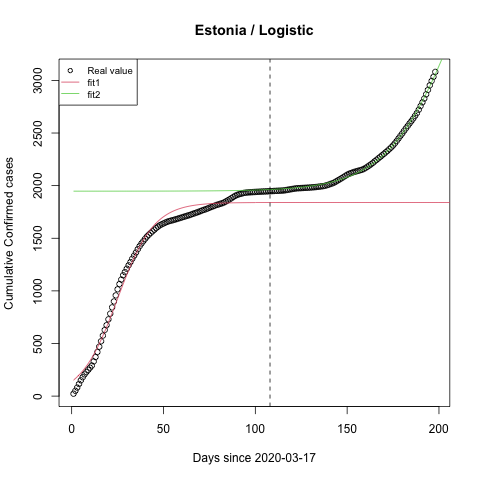 Estonia / Logistic
Real value
fit1
fit2
Cumulative Confirmed cases
3000
2500
2000
1500
1000
500
0
0 50 100 150 200
Days since 2020-03-17